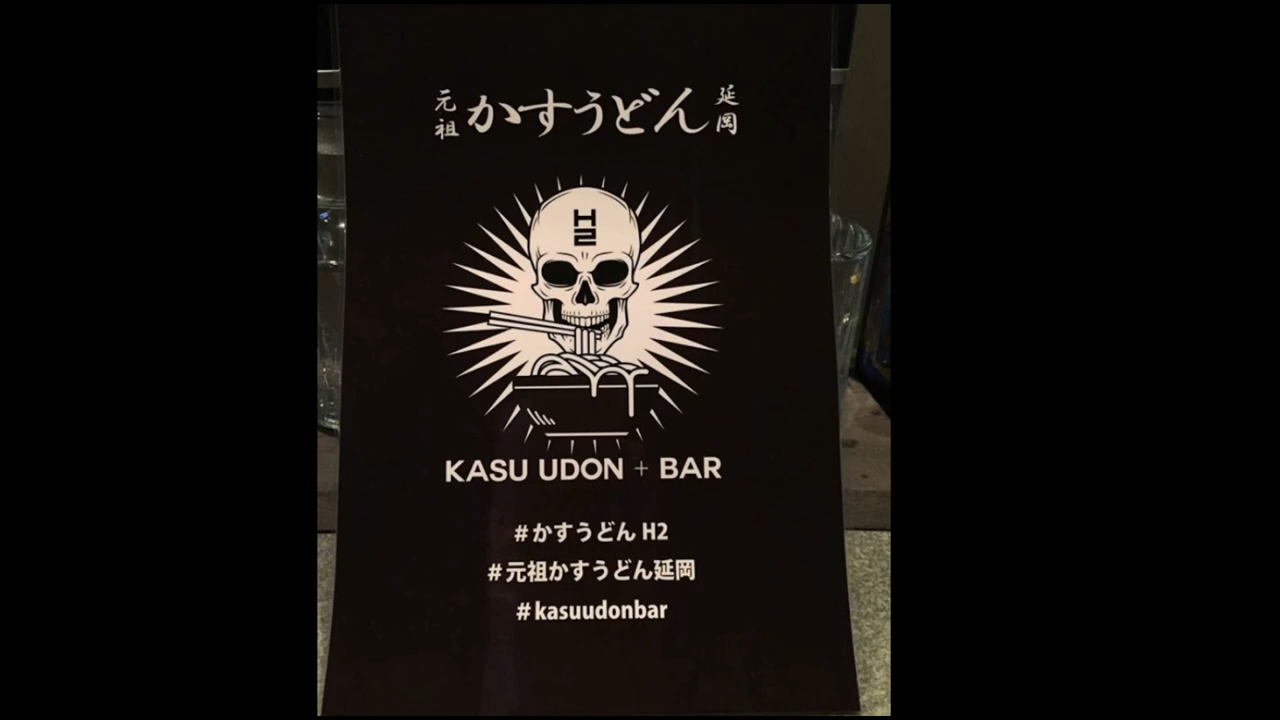 元祖 かすうどん 延岡
H2
KASU UDON + BAR
#かすうどん H2
#元祖かすうどん延岡
#kasuudonbar